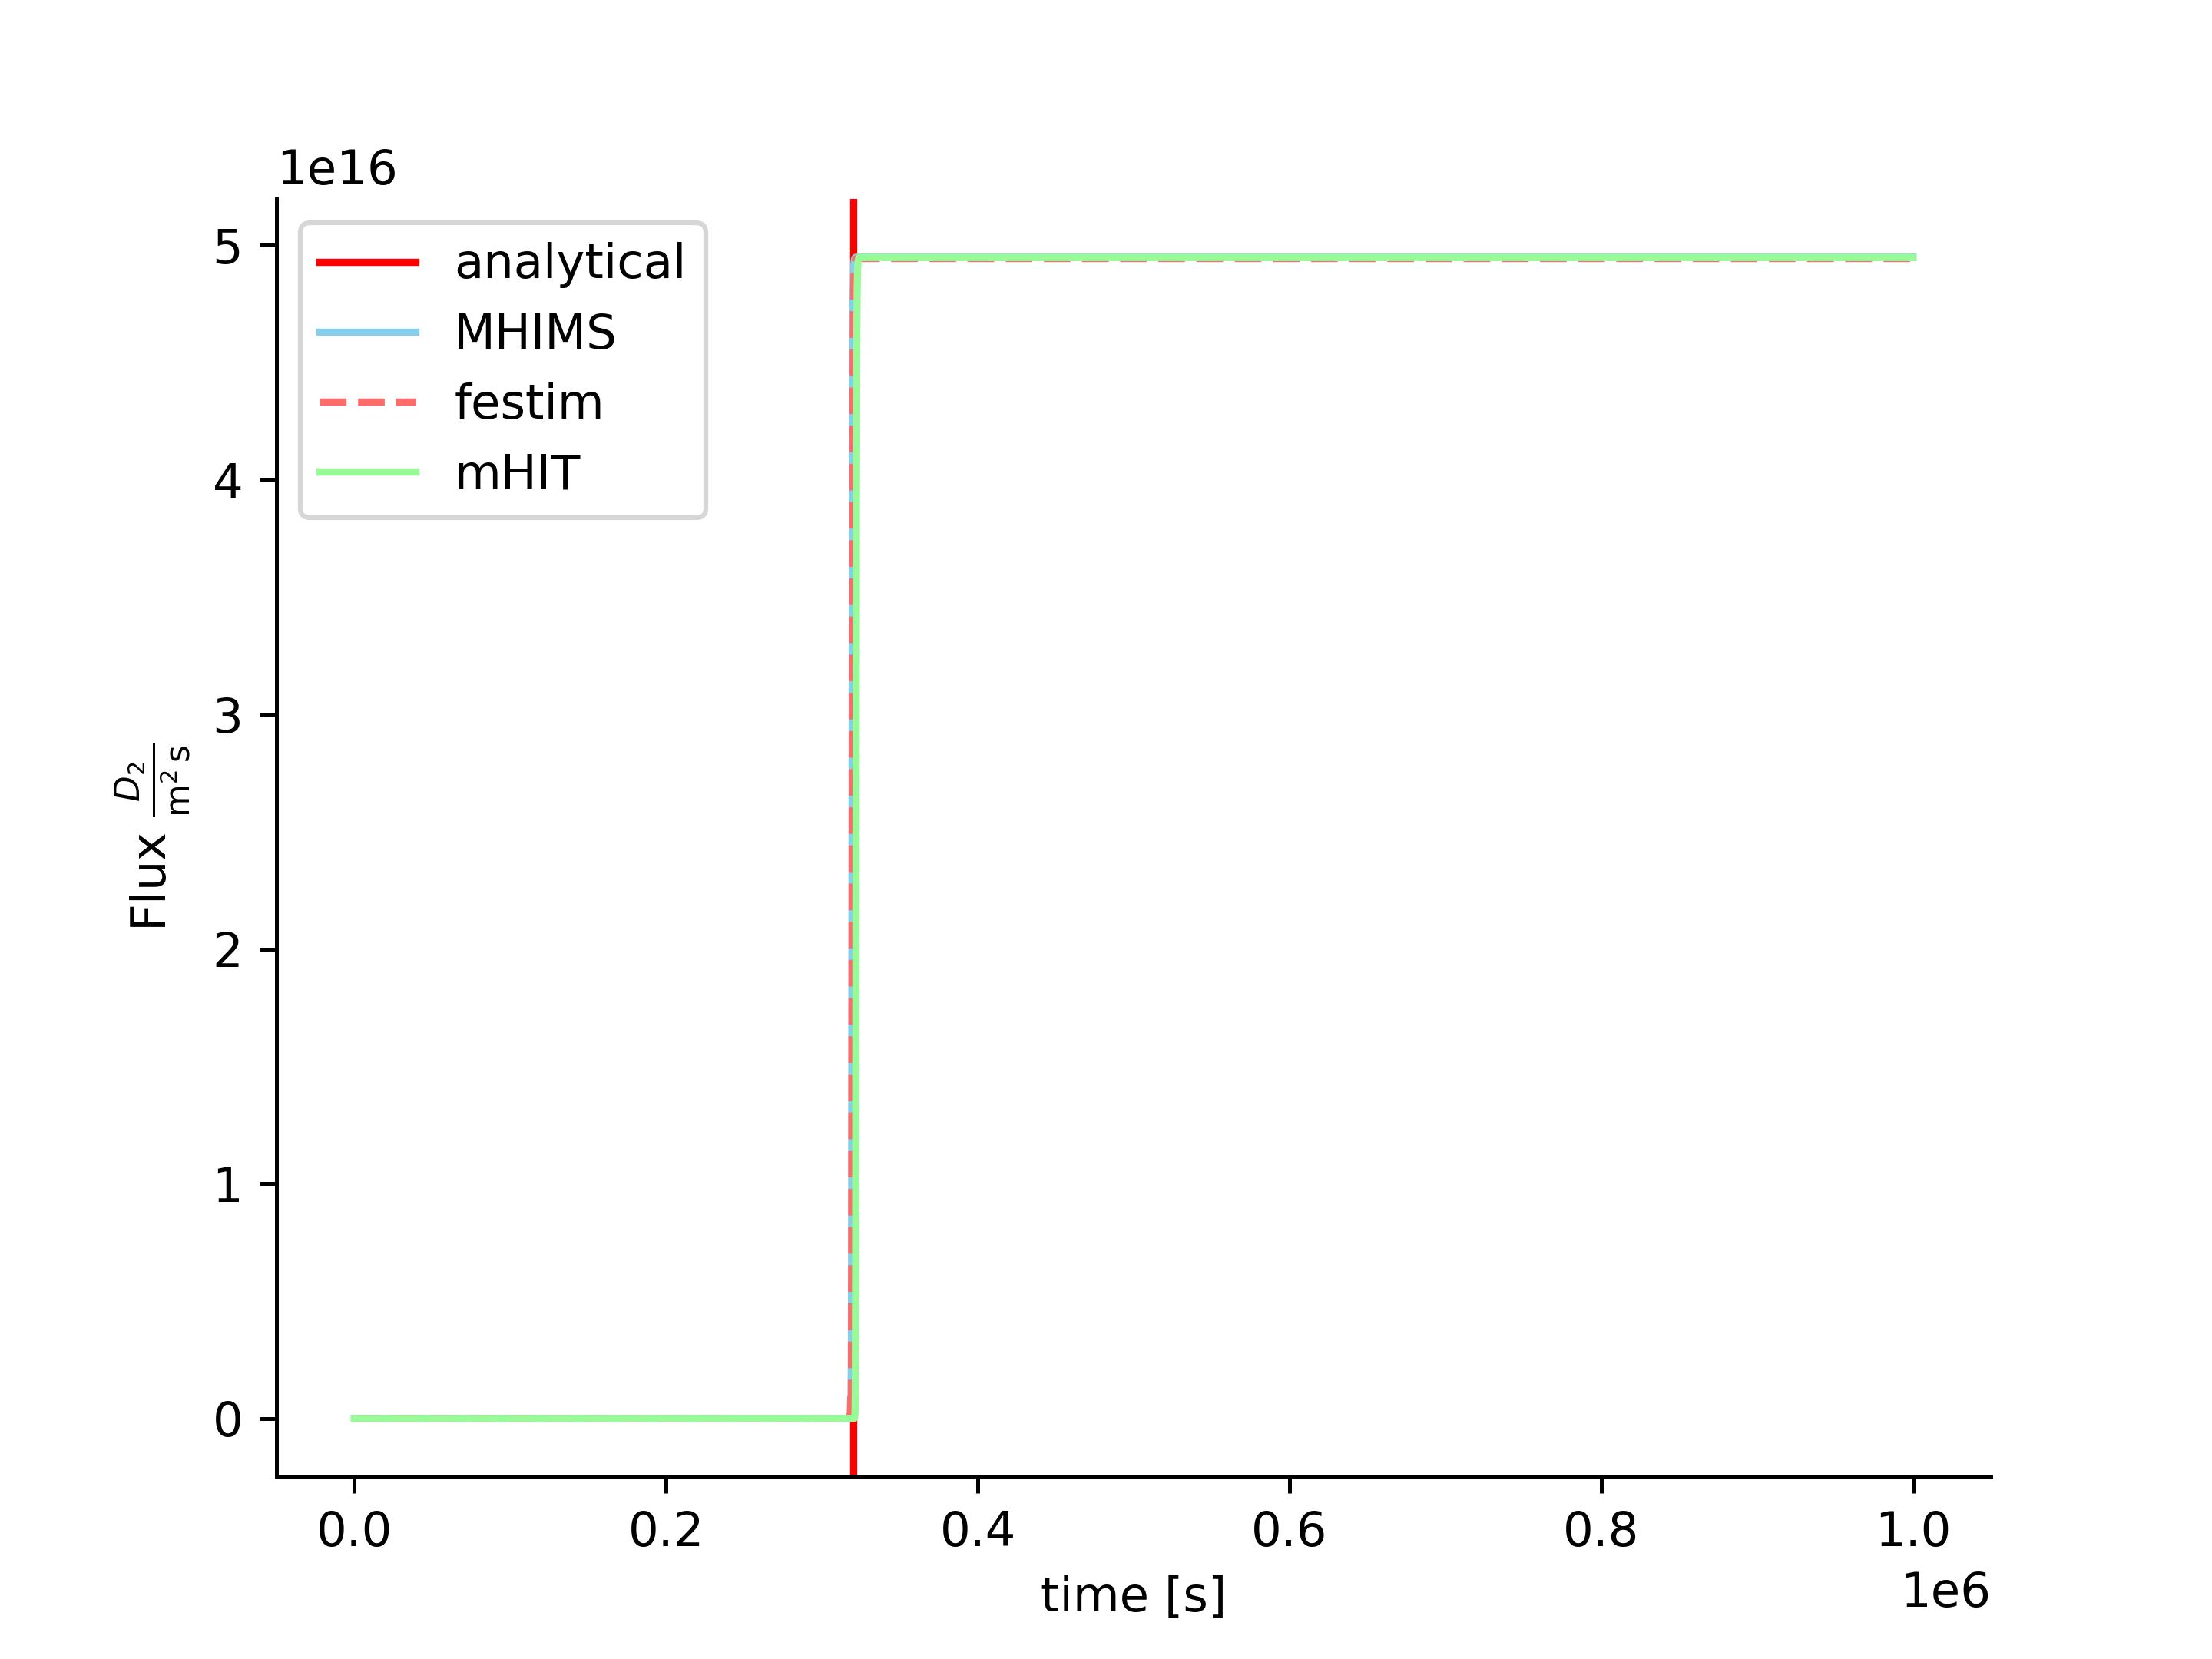 1e16
5
4
3
2
1
0
Flux D₂/m²s
analytical
MHIMS
festim
mHIT
0.0 0.2 0.4 0.6 0.8 1.0
time [s]
1e6